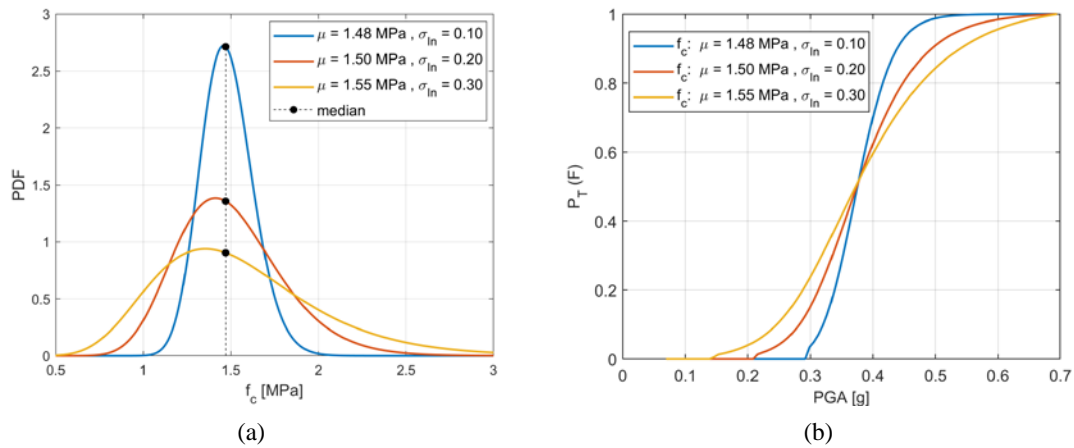 3
2.5
2
1.5
1
0.5
0
0.5
1
1.5
2
2.5
3
PDF
f_c [MPa]
μ = 1.48 MPa , σ_ln = 0.10
μ = 1.50 MPa , σ_ln = 0.20
μ = 1.55 MPa , σ_ln = 0.30
median
(a)
1
0.8
0.6
0.4
0.2
0
0
0.1
0.2
0.3
0.4
0.5
0.6
0.7
P_T (F)
PGA [g]
f_c: μ = 1.48 MPa , σ_ln = 0.10
f_c: μ = 1.50 MPa , σ_ln = 0.20
f_c: μ = 1.55 MPa , σ_ln = 0.30
(b)